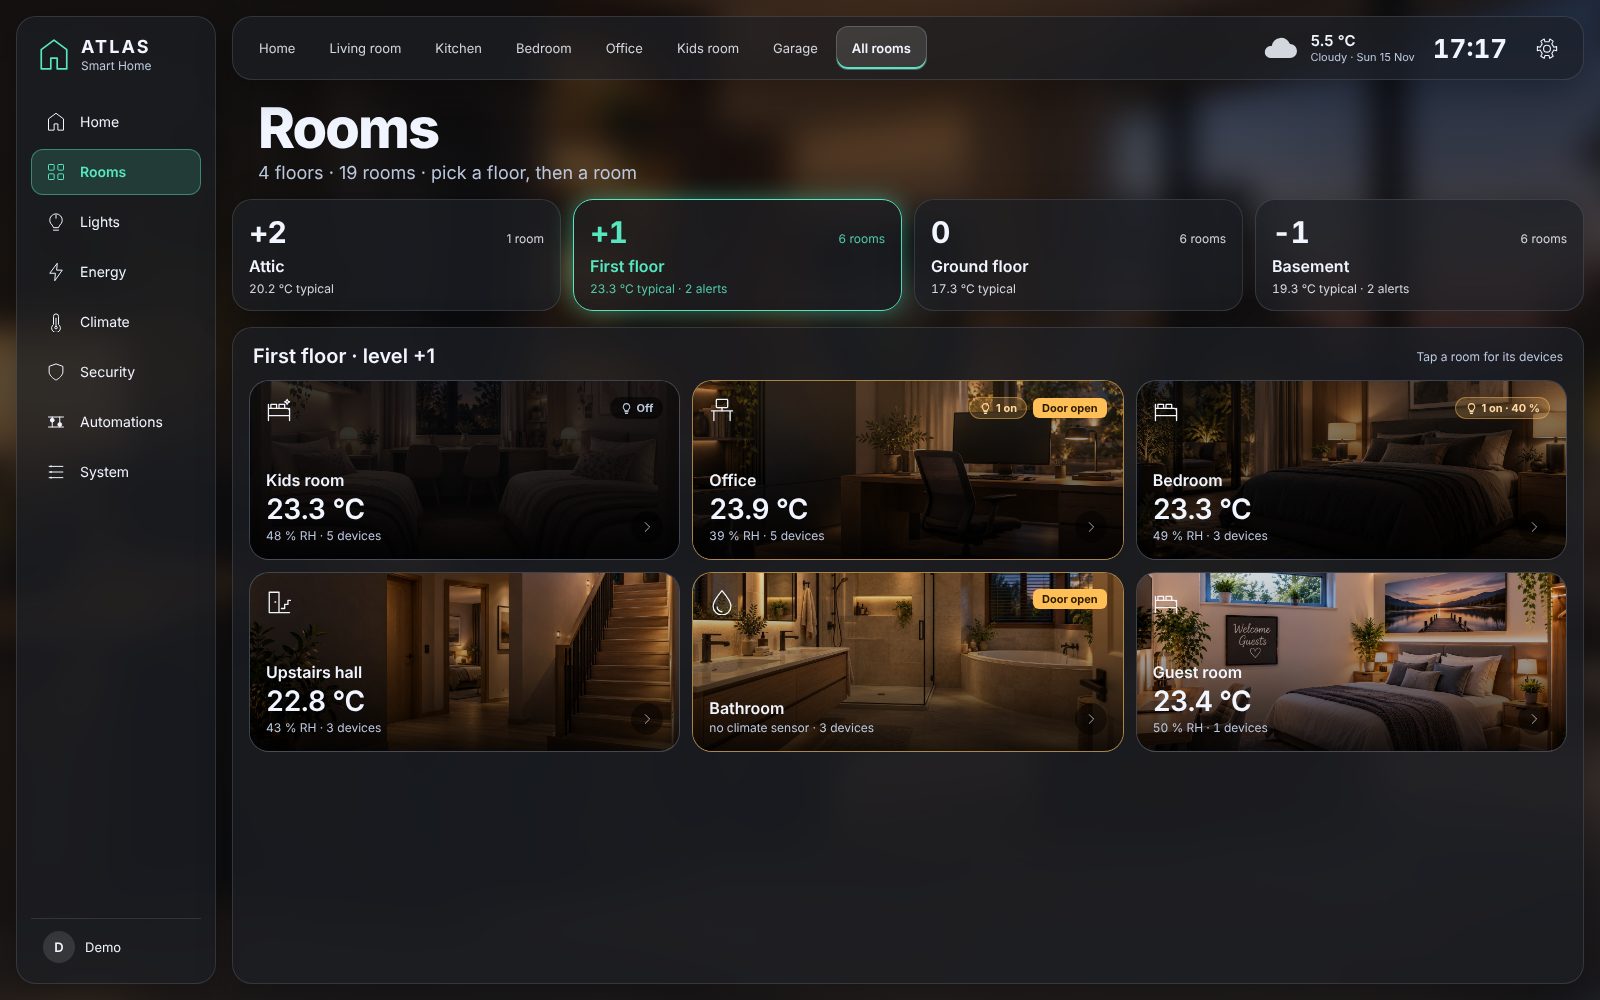 ATLAS
Smart Home
Home
Rooms
Lights
Energy
Climate
Security
Automations
System
D Demo
Home Living room Kitchen Bedroom Office Kids room Garage All rooms
5.5 °C
Cloudy · Sun 15 Nov
17:17
Rooms
4 floors · 19 rooms · pick a floor, then a room
+2
1 room
Attic
20.2 °C typical
+1
6 rooms
First floor
23.3 °C typical · 2 alerts
0
6 rooms
Ground floor
17.3 °C typical
-1
6 rooms
Basement
19.3 °C typical · 2 alerts
First floor · level +1
Tap a room for its devices
Off
Kids room
23.3 °C
48 % RH · 5 devices
1 on
Door open
Office
23.9 °C
39 % RH · 5 devices
1 on · 40 %
Bedroom
23.3 °C
49 % RH · 3 devices
Upstairs hall
22.8 °C
43 % RH · 3 devices
Door open
Bathroom
no climate sensor · 3 devices
Welcome
Guests
Guest room
23.4 °C
50 % RH · 1 devices